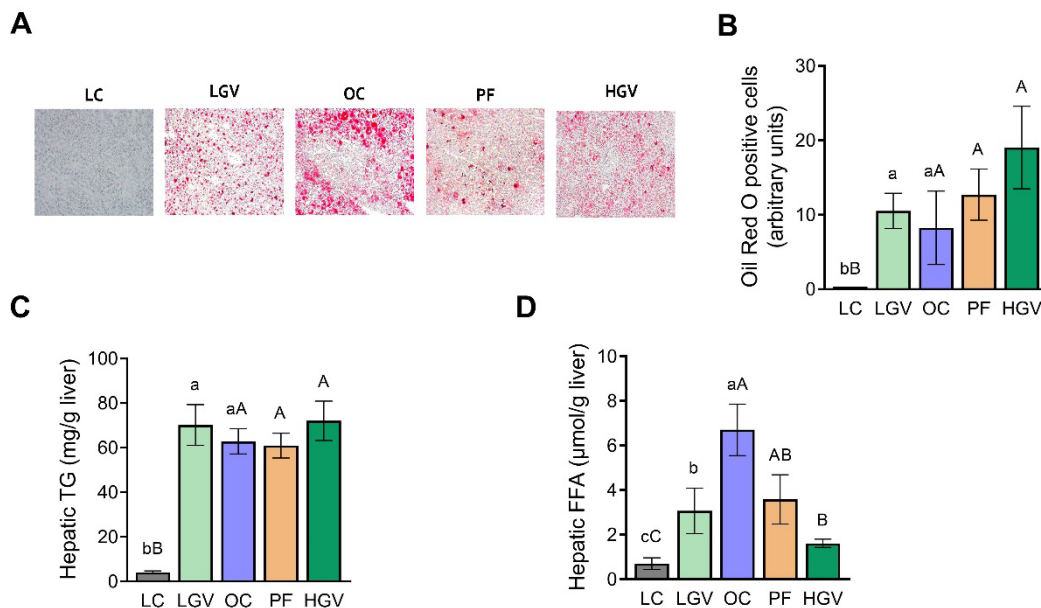 A
LC
LGV
OC
PF
HGV
B
Oil Red O positive cells
(arbitrary units)
30
20
10
0
bB
a
aA
A
A
LC LGV OC PF HGV
C
Hepatic TG (mg/g liver)
100
80
60
40
20
0
bB
a
aA
A
A
LC LGV OC PF HGV
D
Hepatic FFA (µmol/g liver)
10
8
6
4
2
0
cC
b
aA
AB
B
LC LGV OC PF HGV